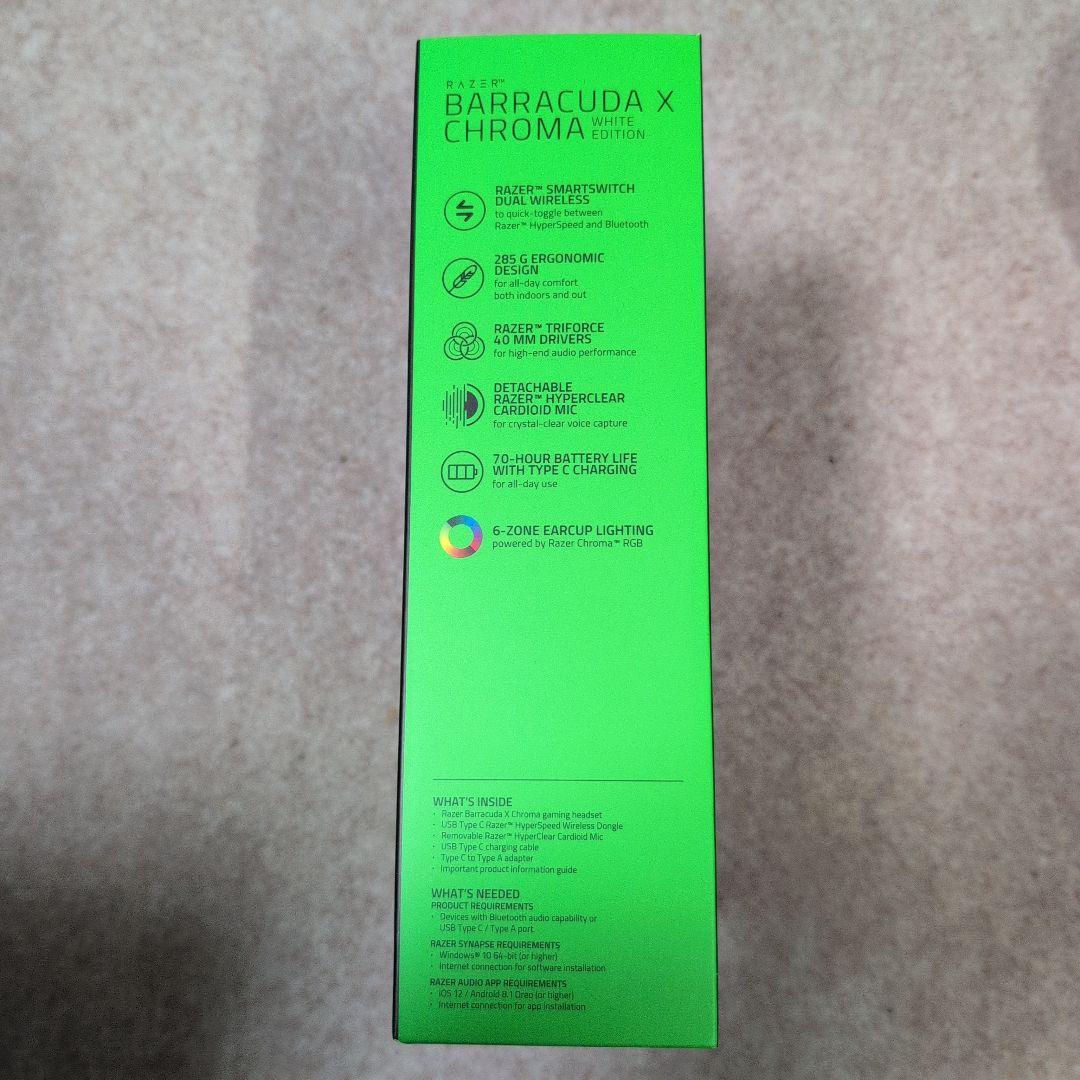 RAZER™
BARRACUDA X
CHROMA WHITE
EDITION
RAZER™ SMARTSWITCH
DUAL WIRELESS
to quick-toggle between
Razer™ HyperSpeed and Bluetooth
285 G ERGONOMIC
DESIGN
for all-day comfort
both indoors and out
RAZER™ TRIFORCE
40 MM DRIVERS
for high-end audio performance
DETACHABLE
RAZER™ HYPERCLEAR
CARDIOID MIC
for crystal-clear voice capture
70-HOUR BATTERY LIFE
WITH TYPE C CHARGING
for all-day use
6-ZONE EARCUP LIGHTING
powered by Razer Chroma™ RGB
WHAT'S INSIDE
· Razer Barracuda X Chroma gaming headset
· USB Type C Razer™ HyperSpeed Wireless Dongle
· Removable Razer™ HyperClear Cardioid Mic
· USB Type C charging cable
· Type C to Type A adapter
· Important product information guide
WHAT'S NEEDED
PRODUCT REQUIREMENTS
· Devices with Bluetooth audio capability or
USB Type C / Type A port
RAZER SYNAPSE REQUIREMENTS
· Windows® 10 64-bit (or higher)
· Internet connection for software installation
RAZER AUDIO APP REQUIREMENTS
· iOS 12 / Android 8.1 Oreo (or higher)
· Internet connection for app installation